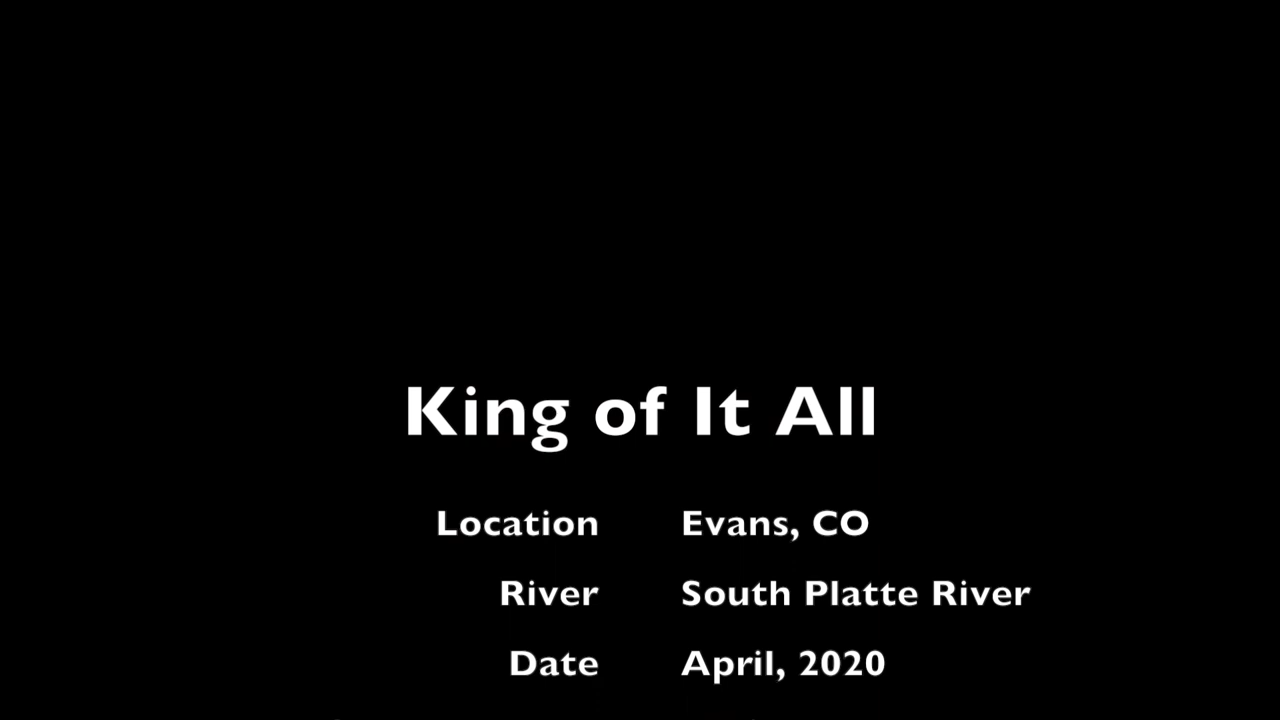 King of It All
Location Evans, CO
River South Platte River
Date April, 2020